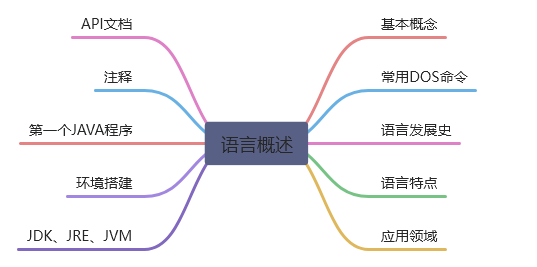 API文档
基本概念
注释
常用DOS命令
第一个JAVA程序
语言概述
语言发展史
环境搭建
语言特点
JDK、JRE、JVM
应用领域